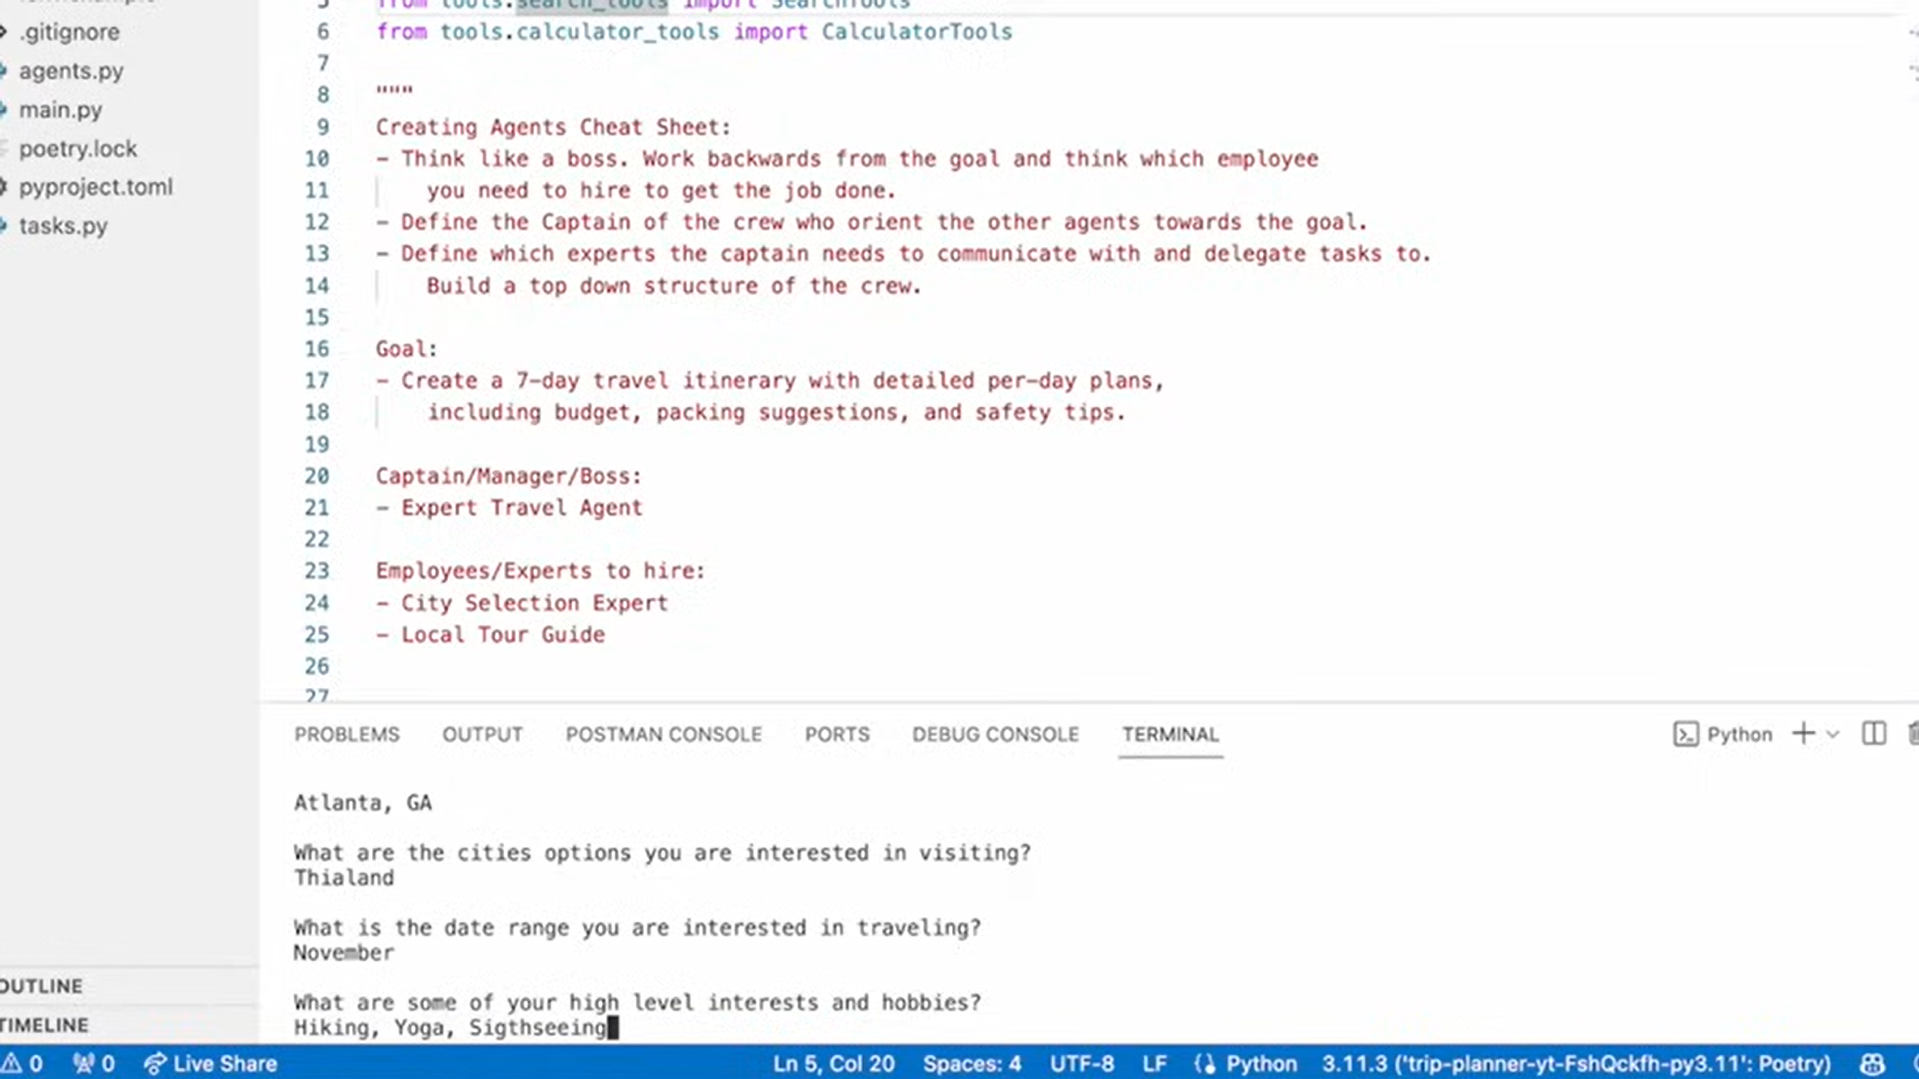 .gitignore
agents.py
main.py
poetry.lock
pyproject.toml
tasks.py
OUTLINE
TIMELINE
5 from tools.search_tools import SearchTools
6 from tools.calculator_tools import CalculatorTools
7
8 """
9 Creating Agents Cheat Sheet:
10 - Think like a boss. Work backwards from the goal and think which employee
11 you need to hire to get the job done.
12 - Define the Captain of the crew who orient the other agents towards the goal.
13 - Define which experts the captain needs to communicate with and delegate tasks to.
14 Build a top down structure of the crew.
15
16 Goal:
17 - Create a 7-day travel itinerary with detailed per-day plans,
18 including budget, packing suggestions, and safety tips.
19
20 Captain/Manager/Boss:
21 - Expert Travel Agent
22
23 Employees/Experts to hire:
24 - City Selection Expert
25 - Local Tour Guide
26
27
PROBLEMS OUTPUT POSTMAN CONSOLE PORTS DEBUG CONSOLE TERMINAL Python
Atlanta, GA
What are the cities options you are interested in visiting?
Thialand
What is the date range you are interested in traveling?
November
What are some of your high level interests and hobbies?
Hiking, Yoga, Sigthseeing
0 0 Live Share Ln 5, Col 20 Spaces: 4 UTF-8 LF Python 3.11.3 ('trip-planner-yt-FshQckfh-py3.11': Poetry)